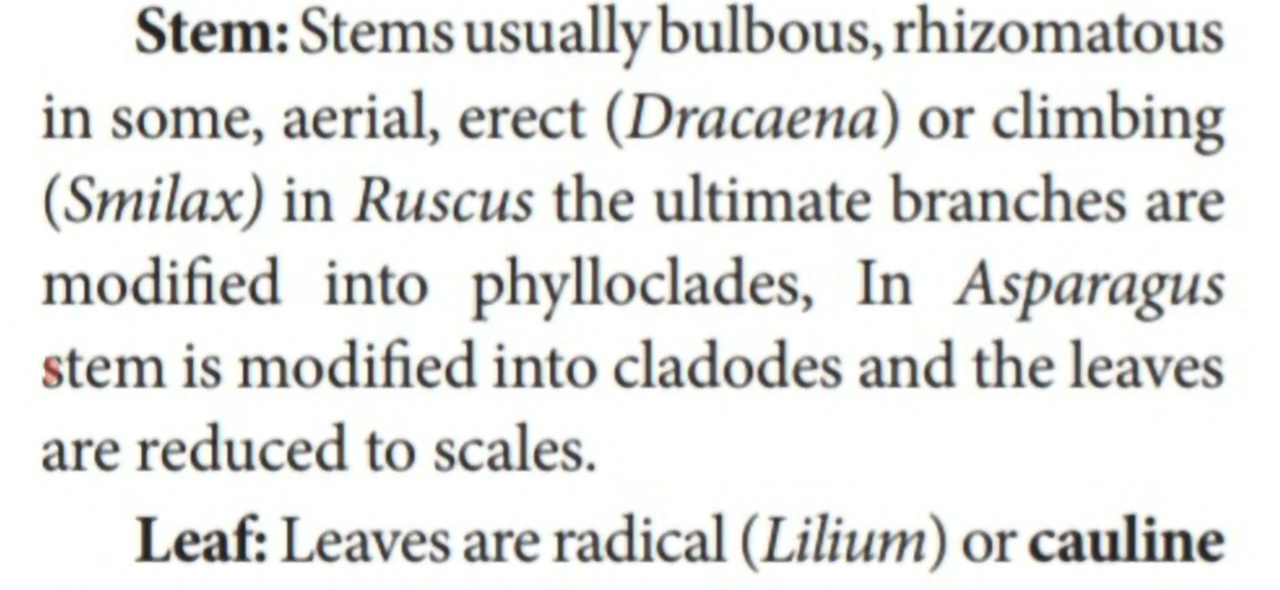 Stem: Stems usually bulbous, rhizomatous
in some, aerial, erect (Dracaena) or climbing
(Smilax) in Ruscus the ultimate branches are
modified into phylloclades, In Asparagus
stem is modified into cladodes and the leaves
are reduced to scales.
Leaf: Leaves are radical (Lilium) or cauline